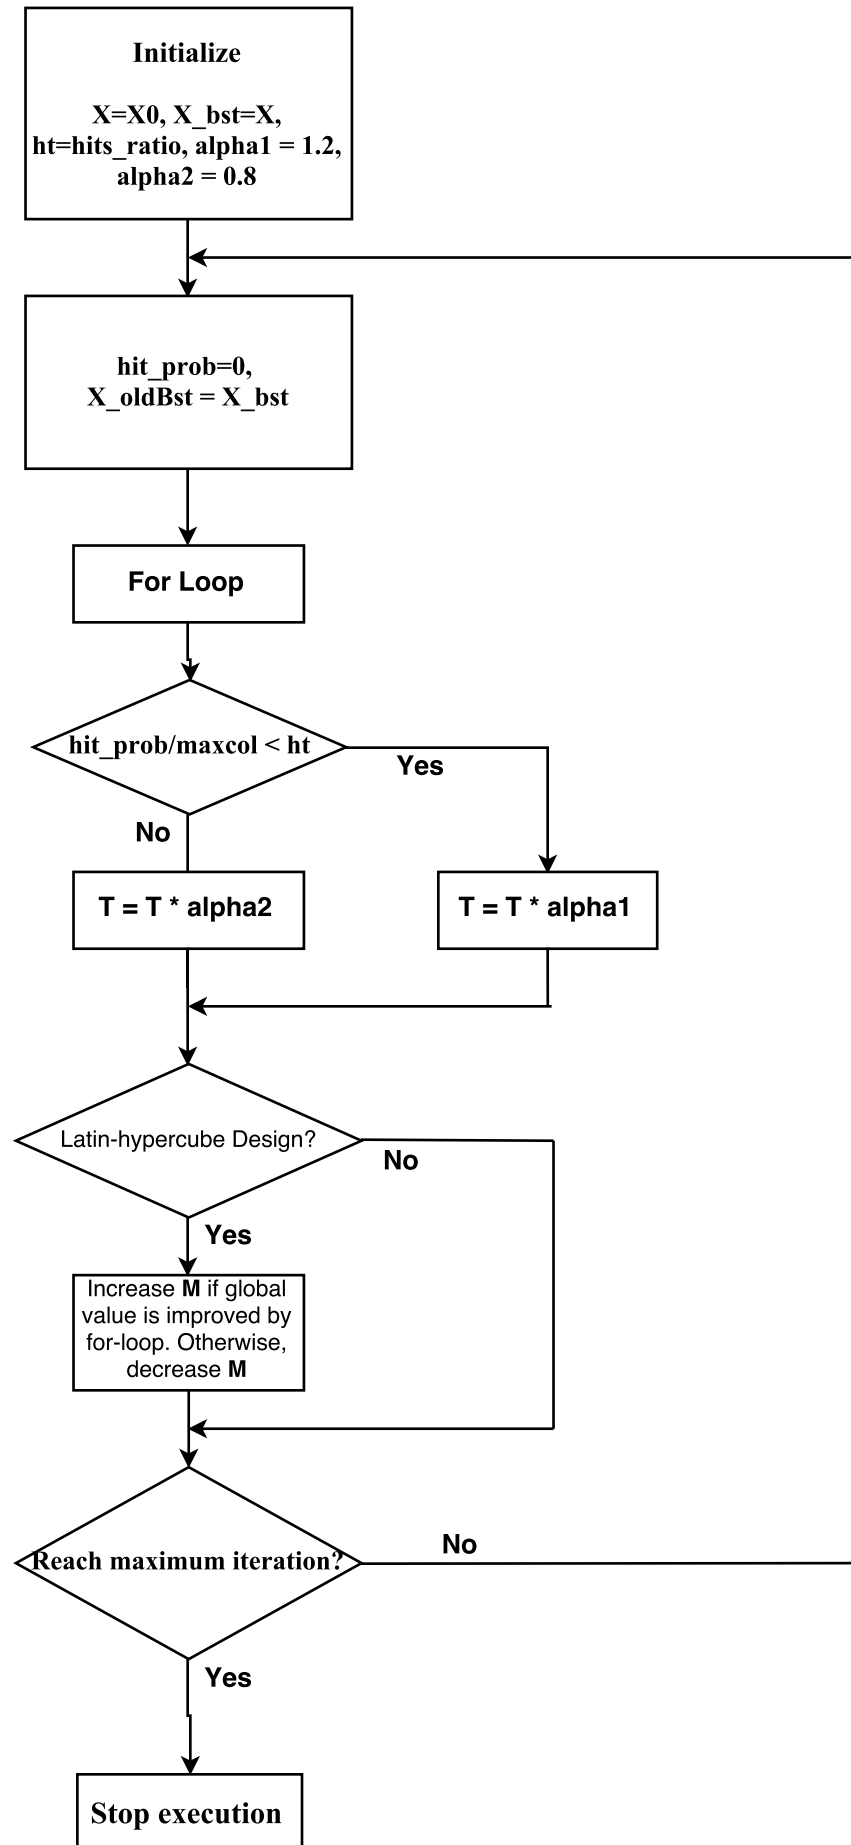 Initialize
X=X0, X_bst=X,
ht=hits_ratio, alpha1 = 1.2,
alpha2 = 0.8
hit_prob=0,
X_oldBst = X_bst
For Loop
hit_prob/maxcol < ht
Yes
No
T = T * alpha2
T = T * alpha1
Latin-hypercube Design?
No
Yes
Increase M if global
value is improved by
for-loop. Otherwise,
decrease M
Reach maximum iteration?
No
Yes
Stop execution